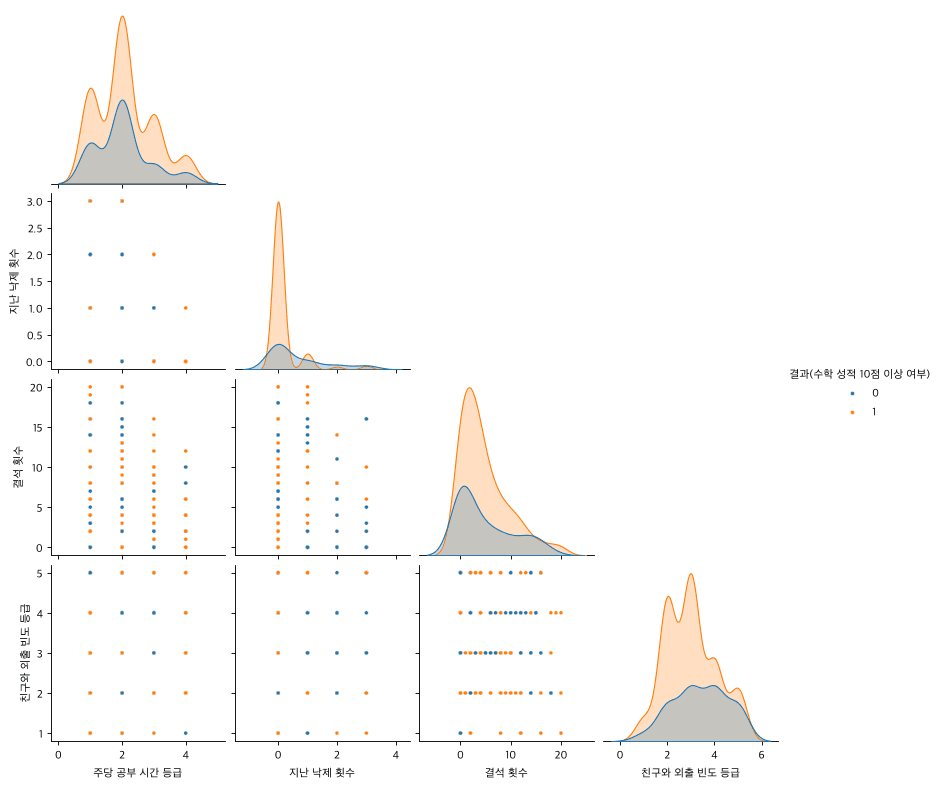 3.0
2.5
2.0
1.5
1.0
0.5
0.0
지난 낙제 횟수
20
15
10
5
0
결석 횟수
결과(수학 성적 10점 이상 여부)
0
1
5
4
3
2
1
친구와 외출 빈도 등급
0 2 4
주당 공부 시간 등급
0 2 4
지난 낙제 횟수
0 10 20
결석 횟수
0 2 4 6
친구와 외출 빈도 등급